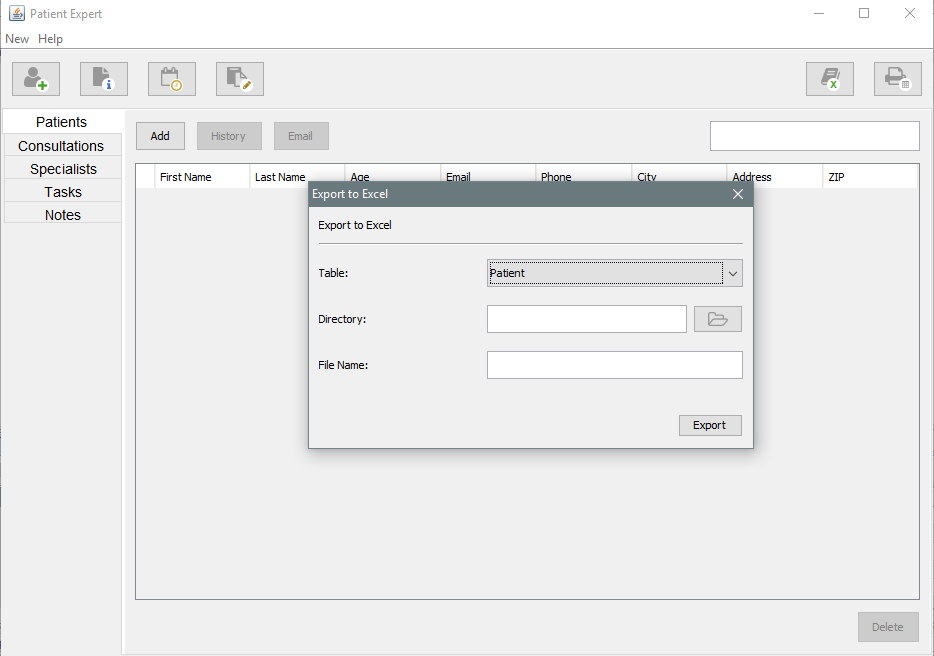 Patient Expert
New Help
Patients
Consultations
Specialists
Tasks
Notes
Add History Email
First Name Last Name Age Email Phone City Address ZIP
Export to Excel
Export to Excel
Table: Patient
Directory:
File Name:
Export
Delete